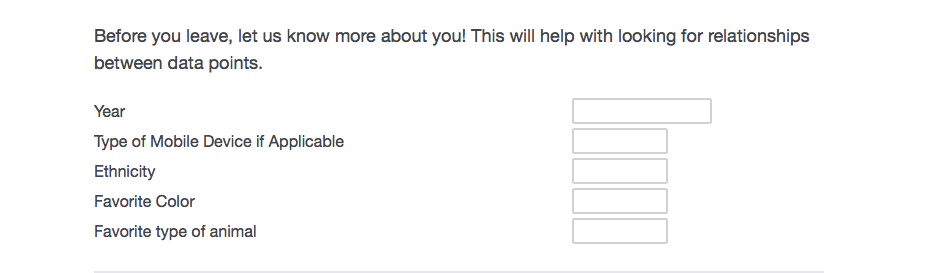 Before you leave, let us know more about you! This will help with looking for relationships
between data points.
Year
Type of Mobile Device if Applicable
Ethnicity
Favorite Color
Favorite type of animal